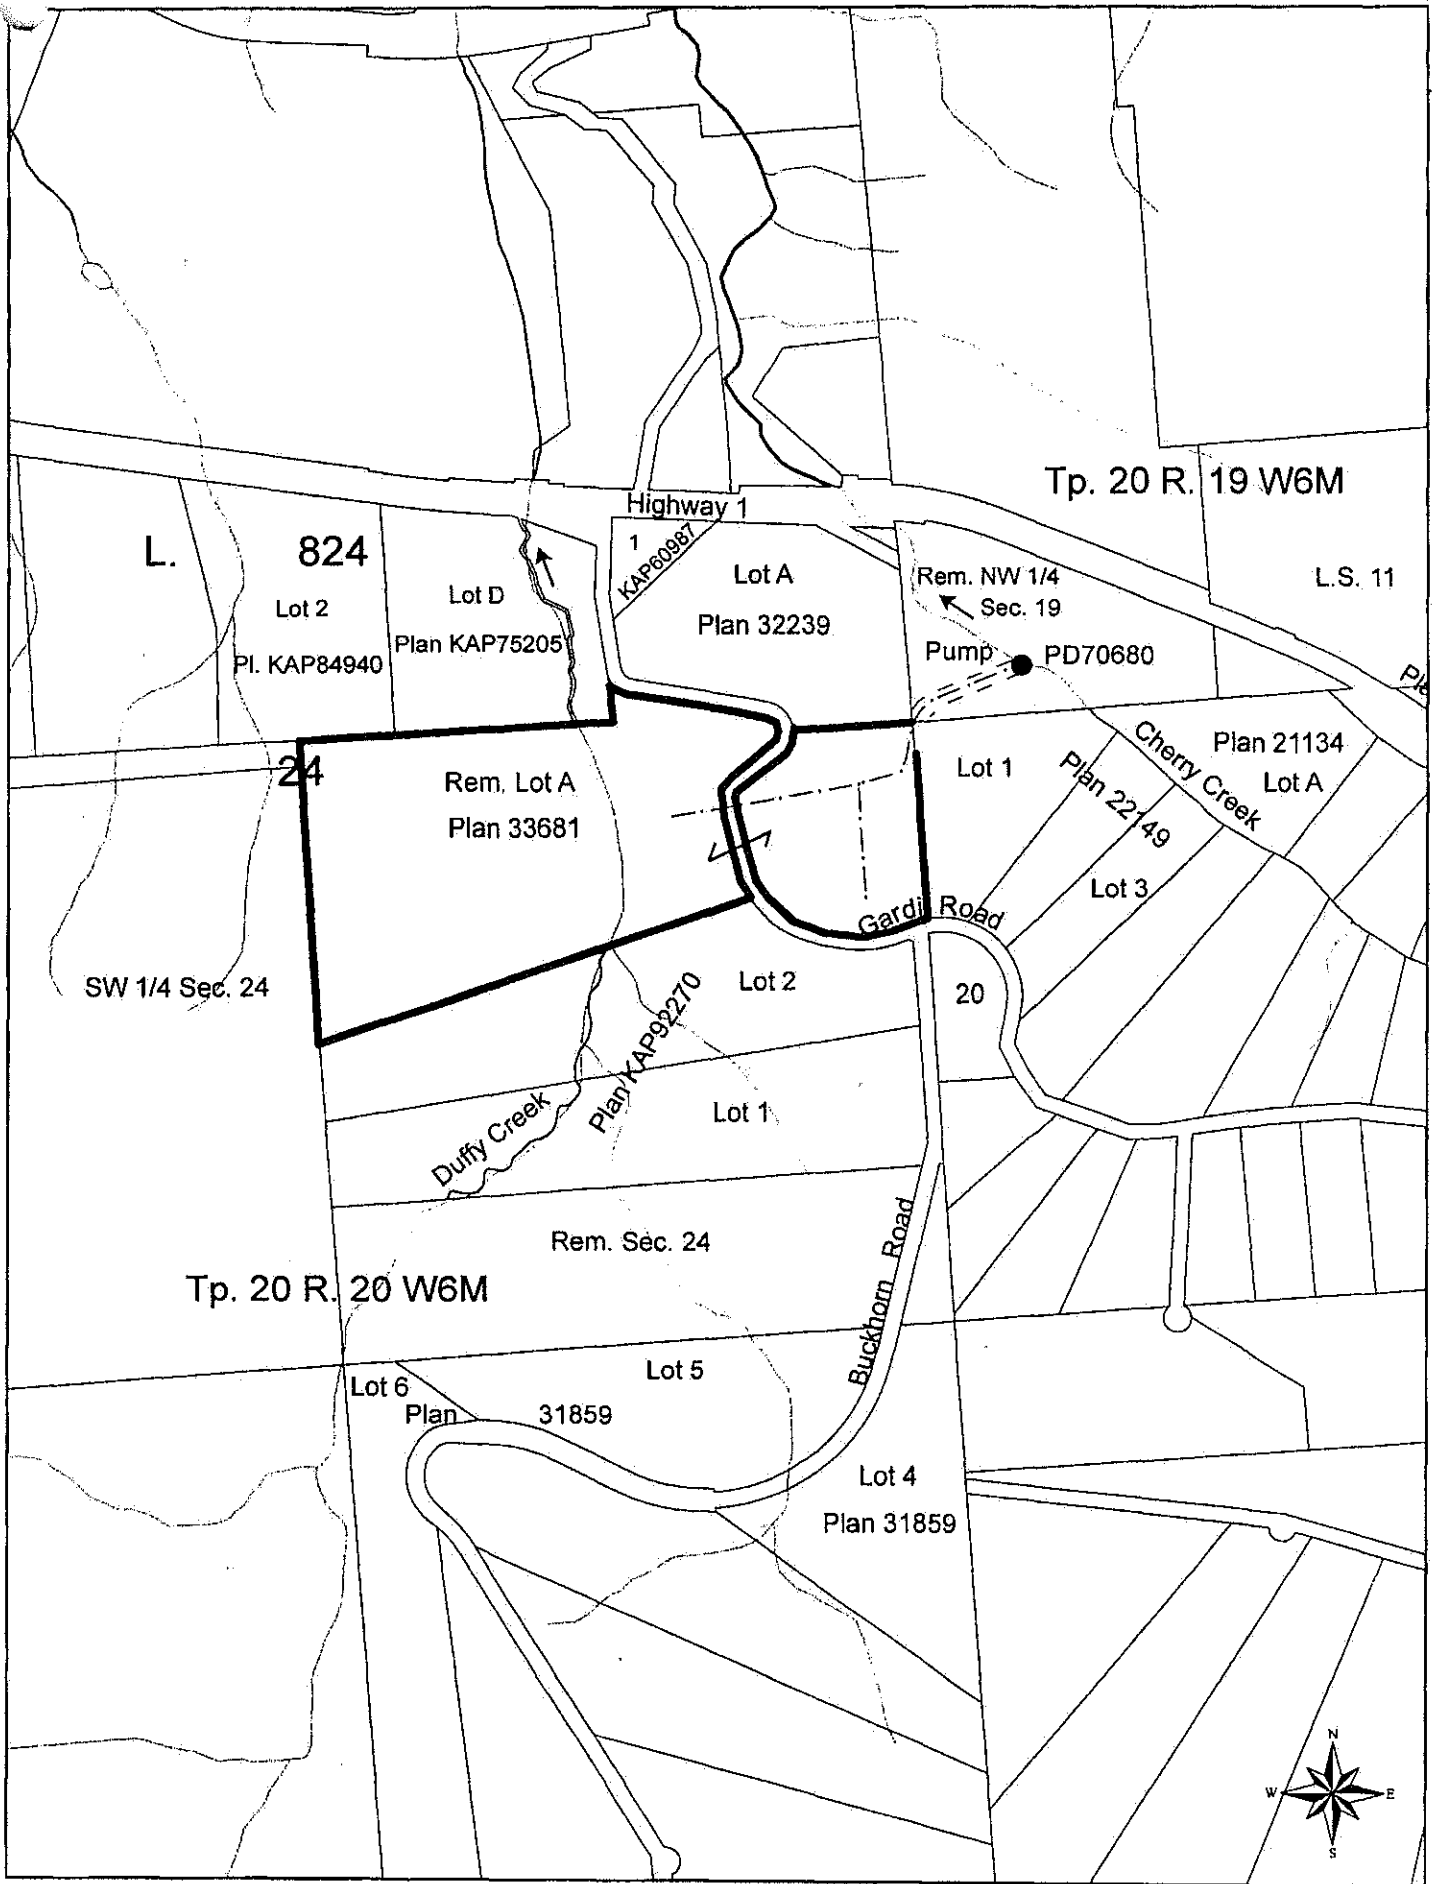 Tp. 20 R. 19 W6M
Highway 1
L. 824
1
KAP60987
Lot A
Plan 32239
Rem. NW 1/4
Sec. 19
L.S. 11
Lot 2
Pl. KAP84940
Lot D
Plan KAP75205
Pump
PD70680
24
Rem. Lot A
Plan 33681
Lot 1
Plan 22149
Cherry Creek
Plan 21134
Lot A
Lot 3
Gardi Road
SW 1/4 Sec. 24
Lot 2
20
Plan KAP92270
Lot 1
Duffy Creek
Rem. Sec. 24
Tp. 20 R. 20 W6M
Buckhorn Road
Lot 6
Lot 5
Plan 31859
Lot 4
Plan 31859
N
W
E
S